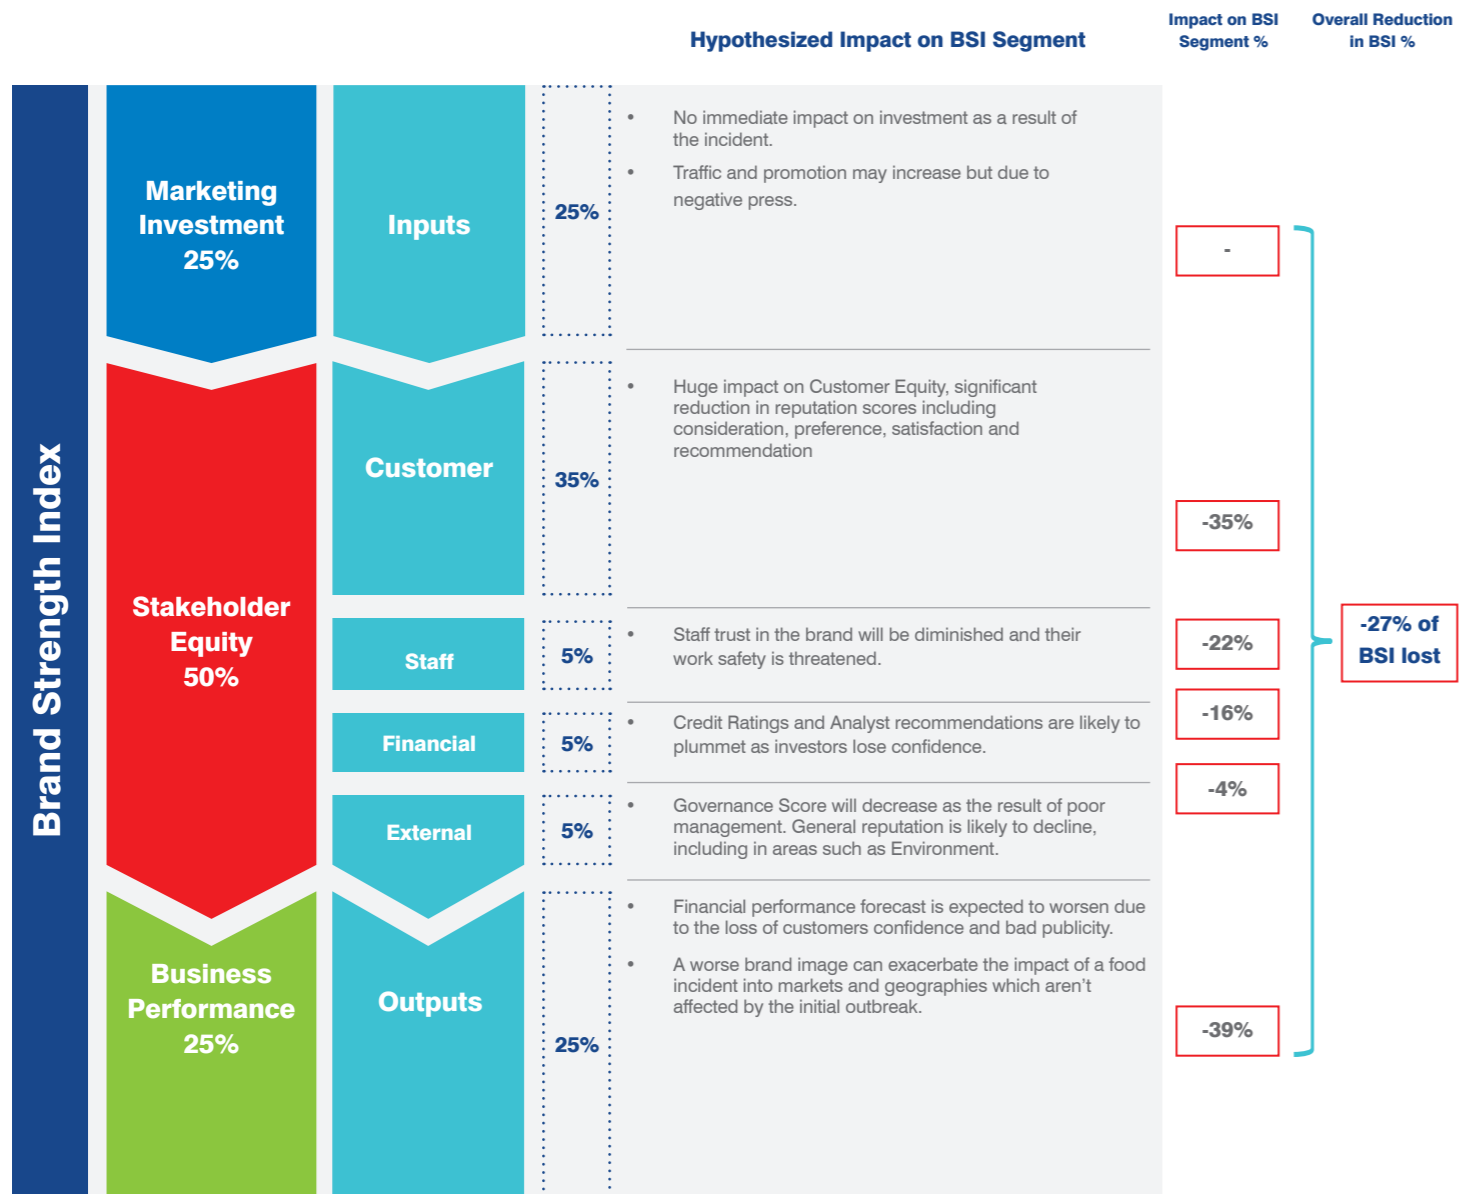 Hypothesized Impact on BSI Segment
Impact on BSI
Segment %
Overall Reduction
in BSI %
Brand Strength Index
Marketing
Investment
25%
Inputs
25%
• No immediate impact on investment as a result of
the incident.
• Traffic and promotion may increase but due to
negative press.
-
Stakeholder
Equity
50%
Customer
35%
• Huge impact on Customer Equity, significant
reduction in reputation scores including
consideration, preference, satisfaction and
recommendation
-35%
Staff
5%
• Staff trust in the brand will be diminished and their
work safety is threatened.
-22%
Financial
5%
• Credit Ratings and Analyst recommendations are likely to
plummet as investors lose confidence.
-16%
External
5%
• Governance Score will decrease as the result of poor
management. General reputation is likely to decline,
including in areas such as Environment.
-4%
Business
Performance
25%
Outputs
25%
• Financial performance forecast is expected to worsen due
to the loss of customers confidence and bad publicity.
• A worse brand image can exacerbate the impact of a food
incident into markets and geographies which aren't
affected by the initial outbreak.
-39%
-27% of
BSI lost